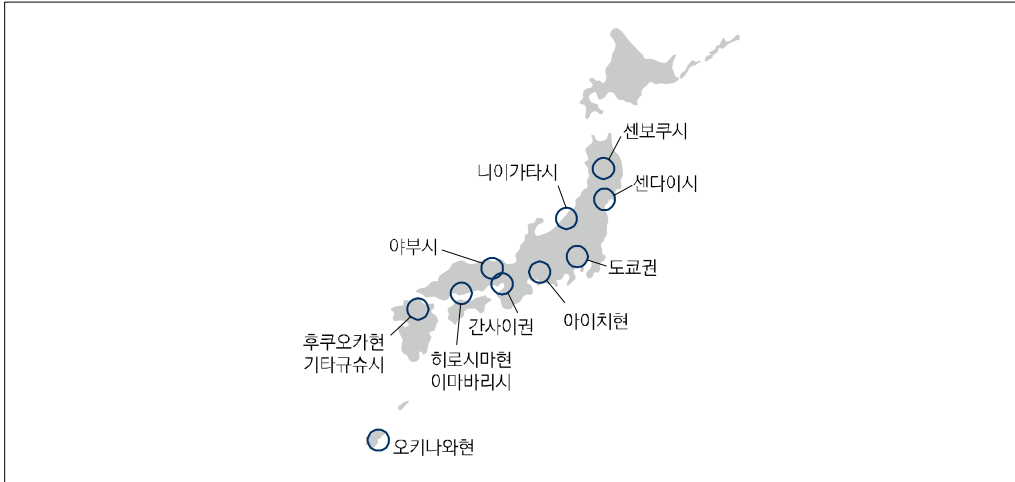 센보쿠시
니이가타시
센다이시
야부시
도쿄권
아이치현
간사이권
후쿠오카현
기타규슈시
히로시마현
이마바리시
오키나와현